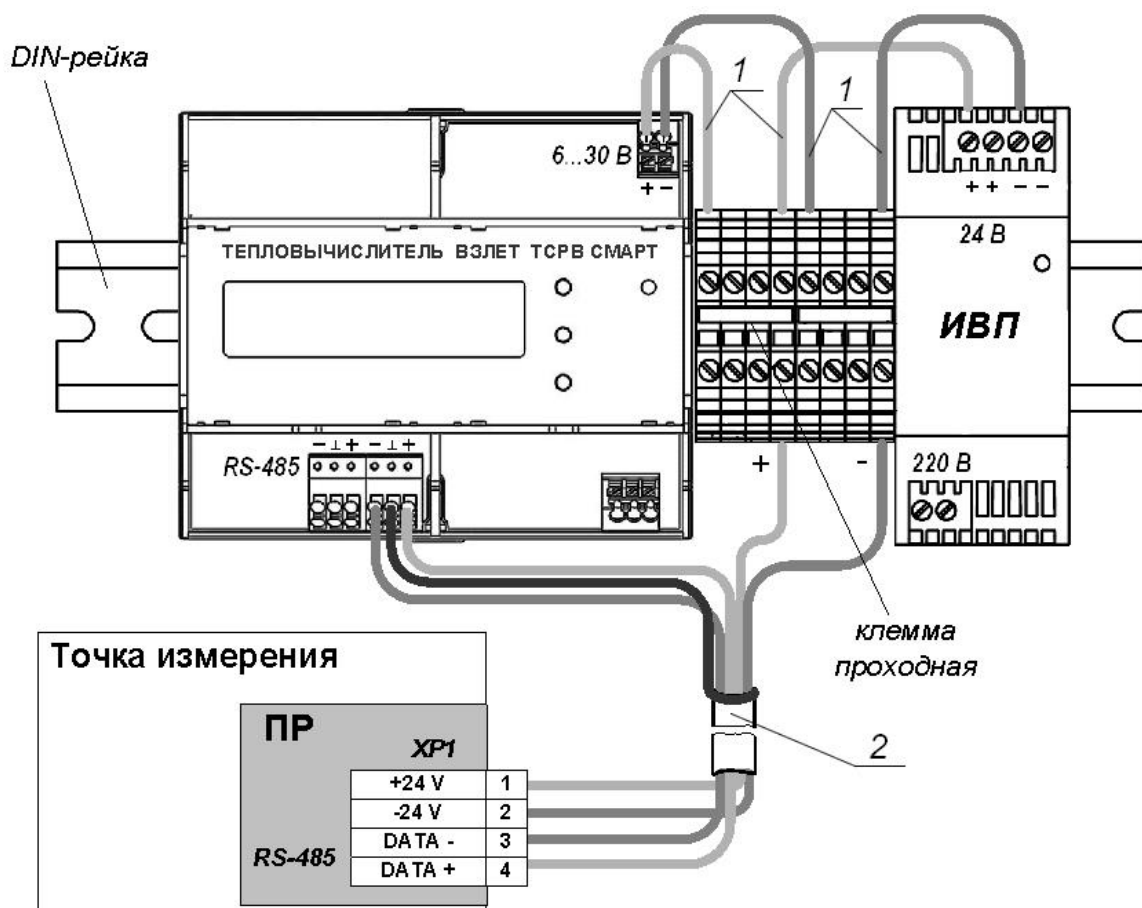 DIN-рейка
1
1
6...30 В
+ −
+ + − −
24 В
ТЕПЛОВЫЧИСЛИТЕЛЬ ВЗЛЕТ ТСРВ СМАРТ
ИВП
RS-485
− ⊥ + − ⊥ +
+
-
220 В
клемма
проходная
2
Точка измерения
ПР
XP1
+24 V 1
-24 V 2
DATA - 3
DATA + 4
RS-485